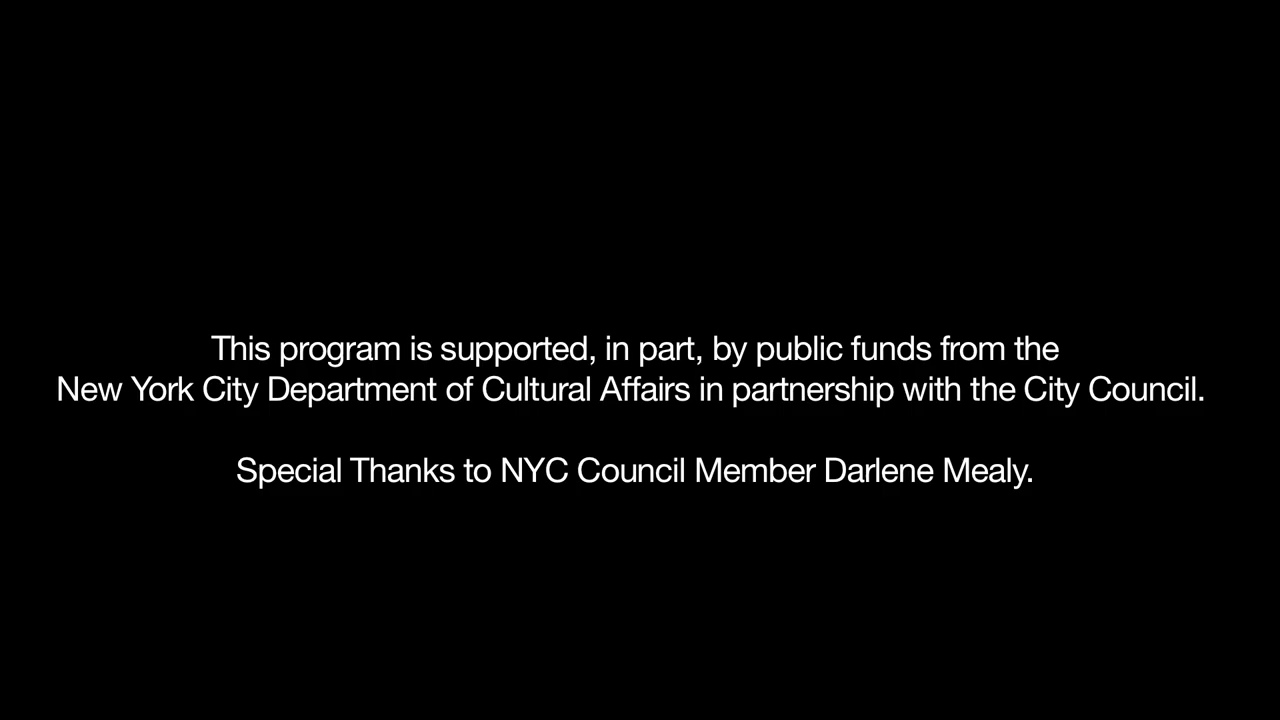 This program is supported, in part, by public funds from the
New York City Department of Cultural Affairs in partnership with the City Council.
Special Thanks to NYC Council Member Darlene Mealy.